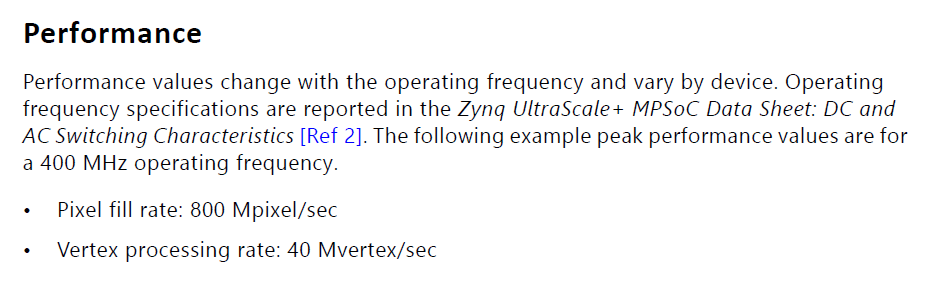 Performance
Performance values change with the operating frequency and vary by device. Operating
frequency specifications are reported in the Zynq UltraScale+ MPSoC Data Sheet: DC and
AC Switching Characteristics [Ref 2]. The following example peak performance values are for
a 400 MHz operating frequency.
• Pixel fill rate: 800 Mpixel/sec
• Vertex processing rate: 40 Mvertex/sec